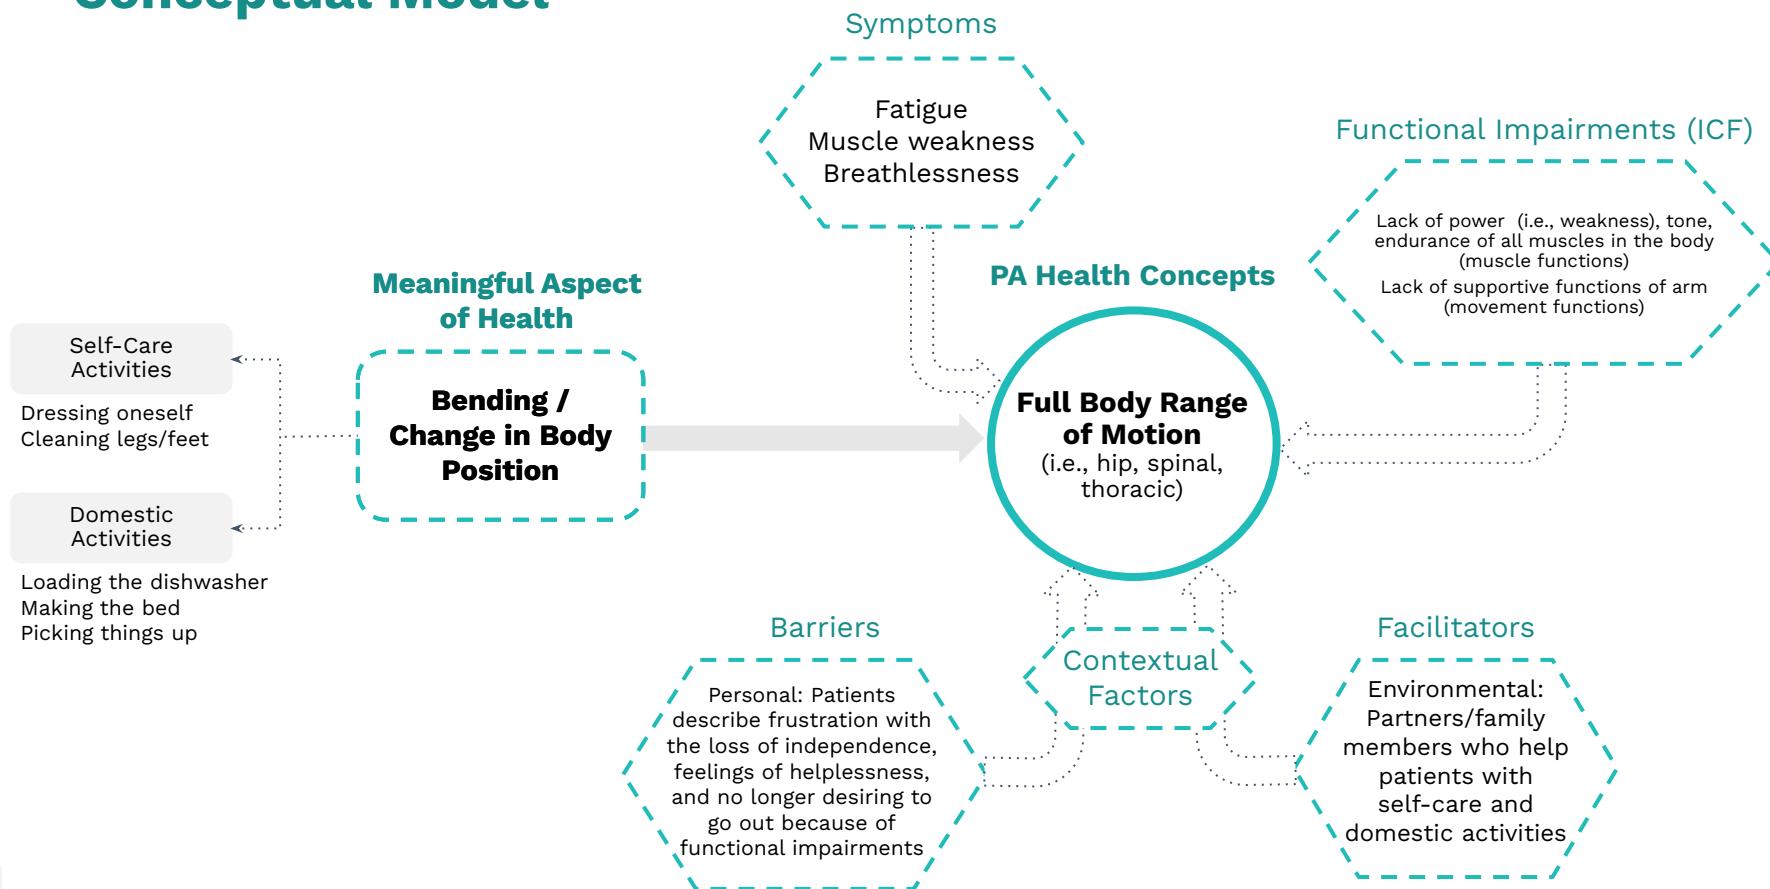 Conceptual Model
Symptoms
Fatigue
Muscle weakness
Breathlessness
Functional Impairments (ICF)
Lack of power (i.e., weakness), tone,
endurance of all muscles in the body
(muscle functions)
Lack of supportive functions of arm
(movement functions)
Meaningful Aspect
of Health
Bending /
Change in Body
Position
PA Health Concepts
Full Body Range
of Motion
(i.e., hip, spinal,
thoracic)
Self-Care
Activities
Dressing oneself
Cleaning legs/feet
Domestic
Activities
Loading the dishwasher
Making the bed
Picking things up
Barriers
Personal: Patients
describe frustration with
the loss of independence,
feelings of helplessness,
and no longer desiring to
go out because of
functional impairments
Contextual
Factors
Facilitators
Environmental:
Partners/family
members who help
patients with
self-care and
domestic activities